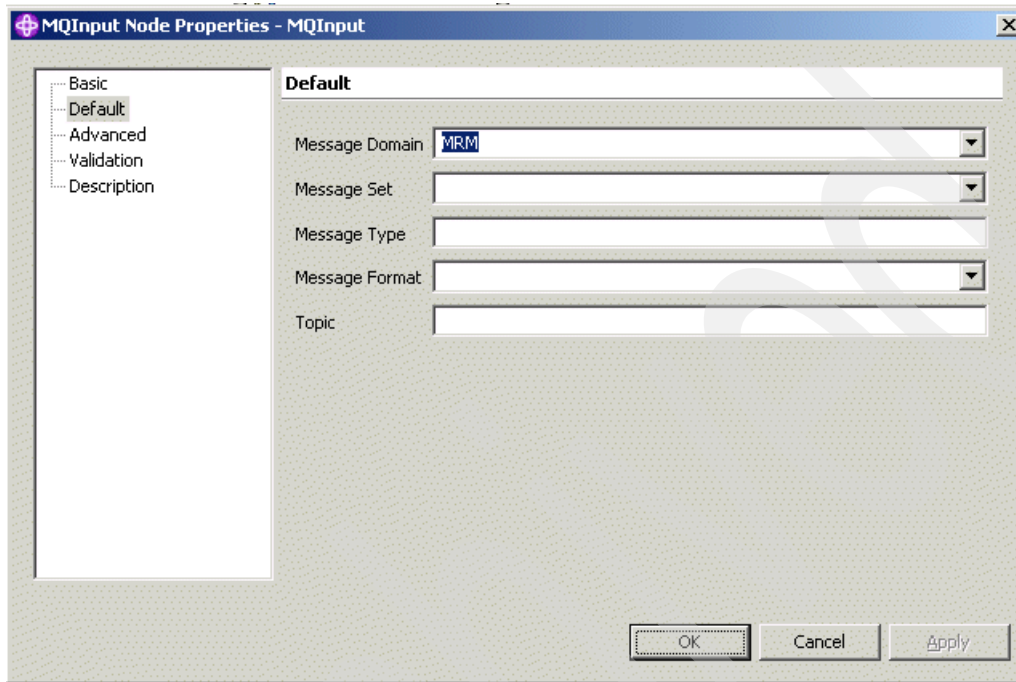 MQInput Node Properties - MQInput
Basic
Default
Advanced
Validation
Description
Default
Message Domain MRM
Message Set
Message Type
Message Format
Topic
OK Cancel Apply